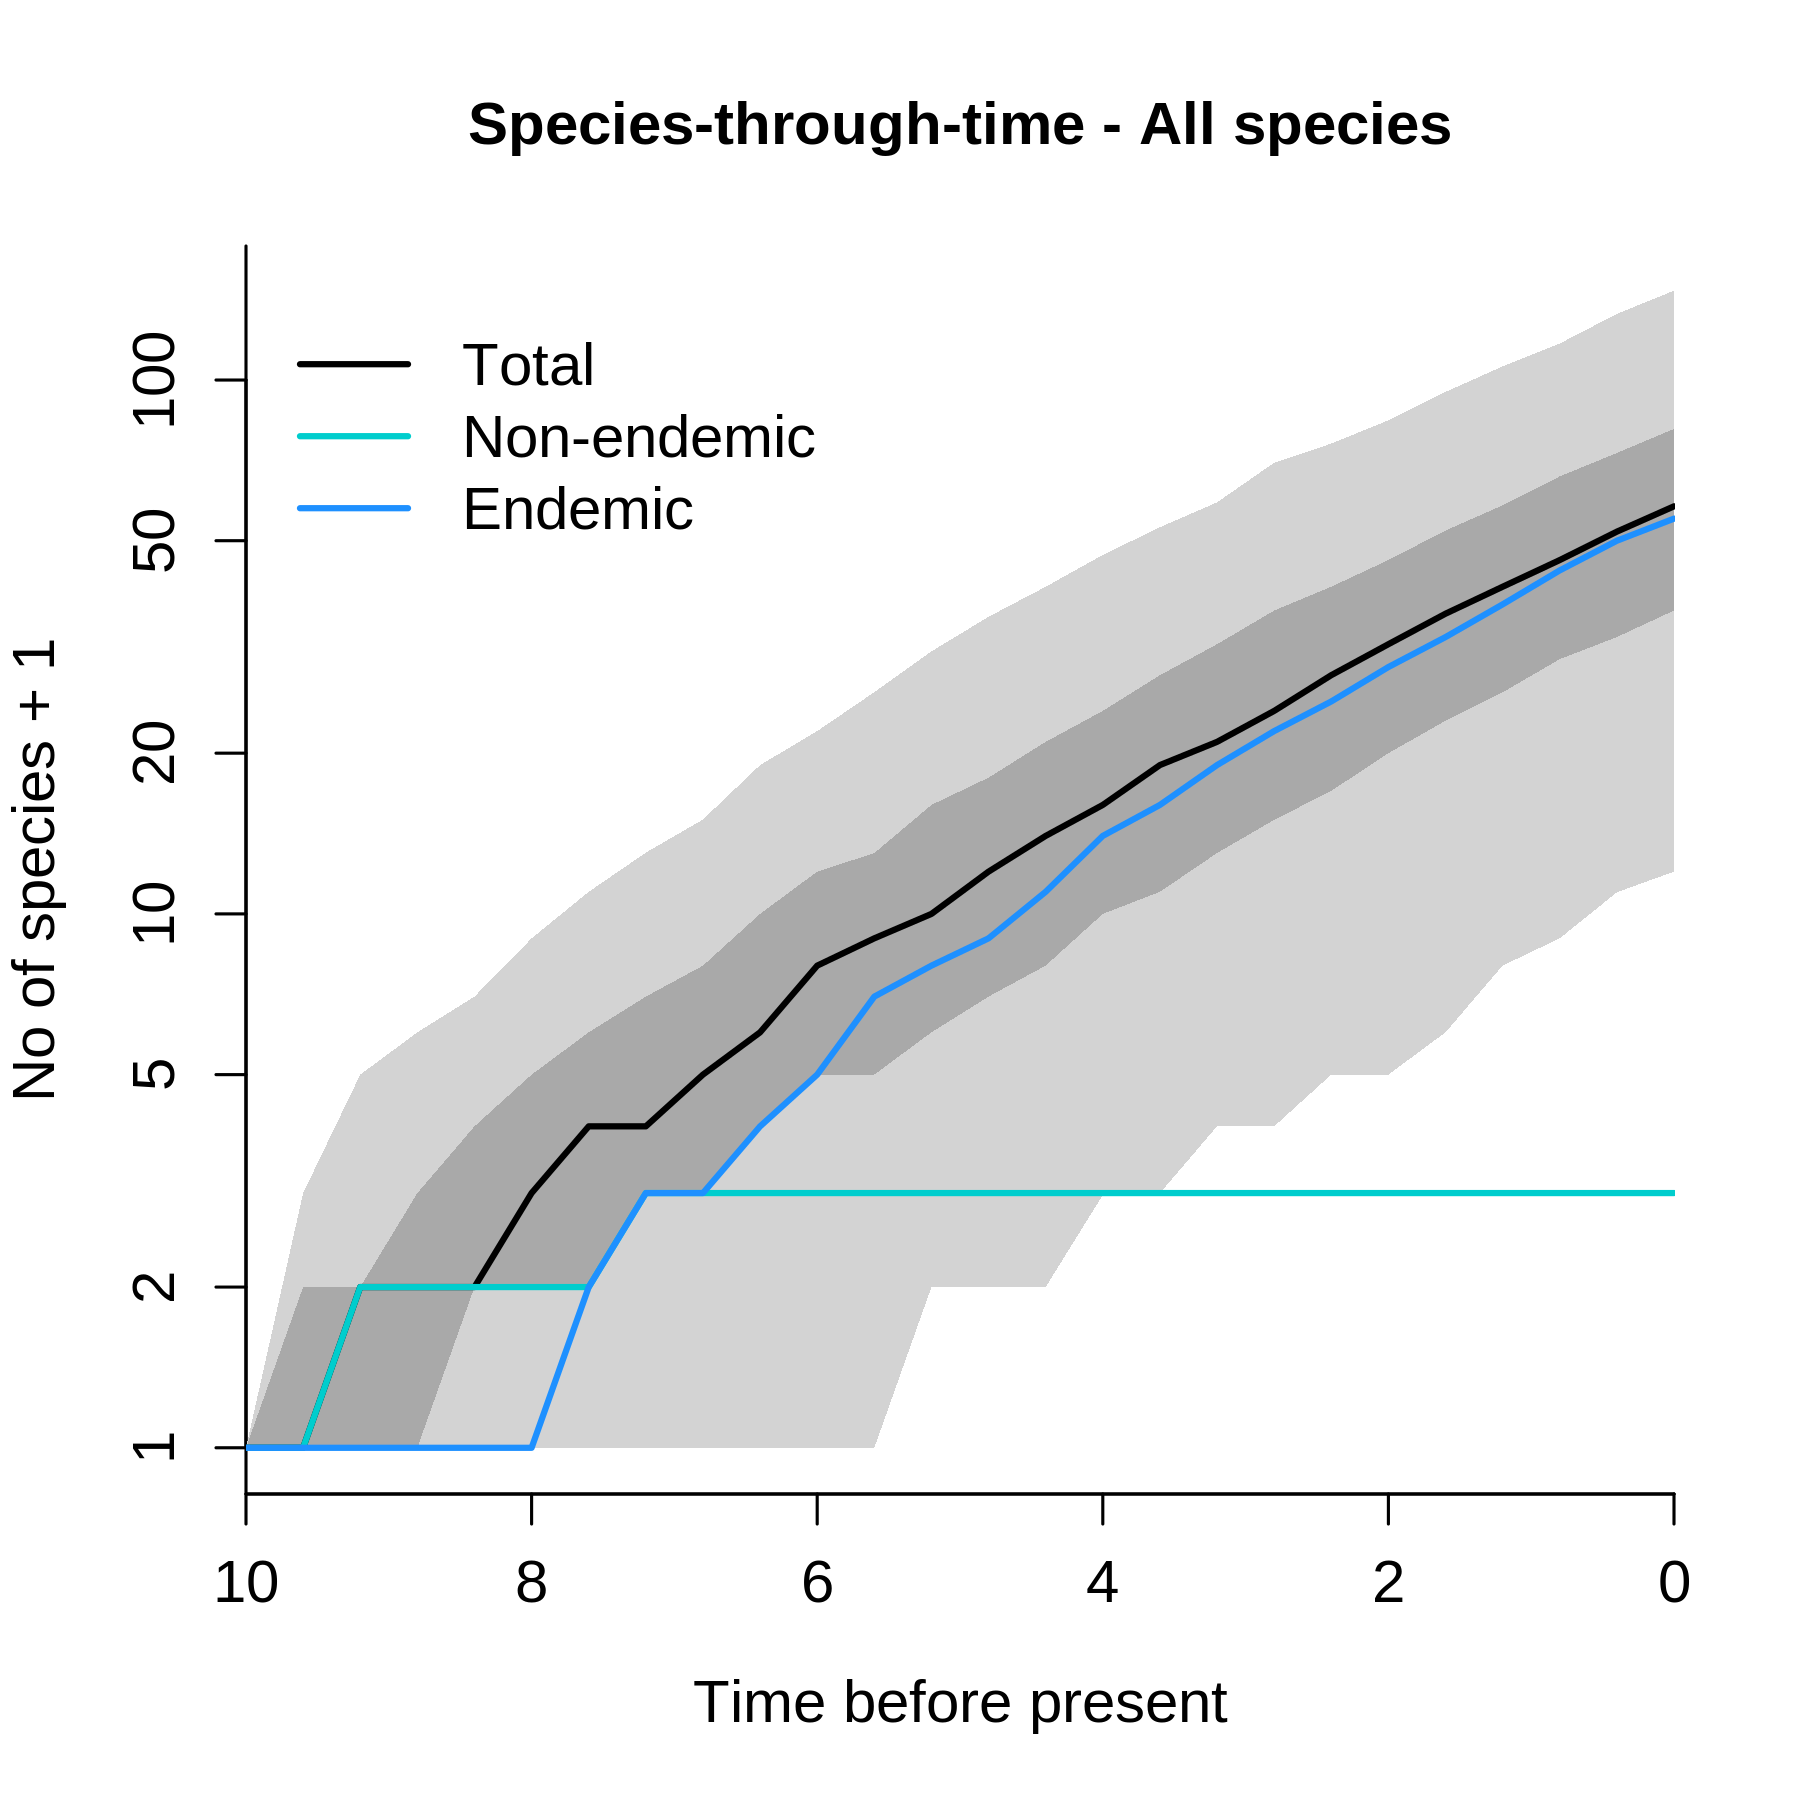 Species-through-time - All species
Total
Non-endemic
Endemic
No of species + 1
100
50
20
10
5
2
1
10 8 6 4 2 0
Time before present